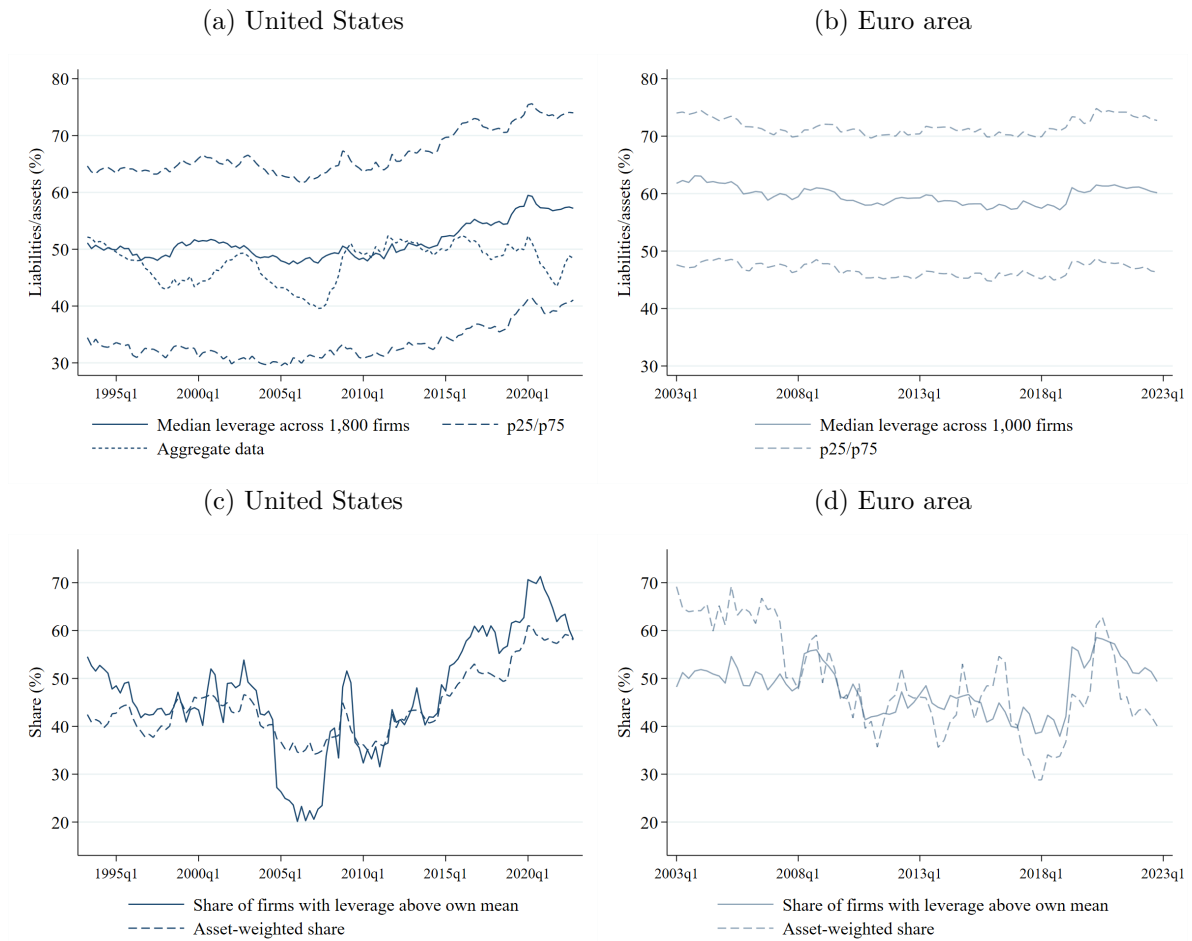 (a) United States
Liabilities/assets (%)
80
70
60
50
40
30
1995q1 2000q1 2005q1 2010q1 2015q1 2020q1
Median leverage across 1,800 firms
p25/p75
Aggregate data
(b) Euro area
Liabilities/assets (%)
80
70
60
50
40
30
2003q1 2008q1 2013q1 2018q1 2023q1
Median leverage across 1,000 firms
p25/p75
(c) United States
Share (%)
70
60
50
40
30
20
1995q1 2000q1 2005q1 2010q1 2015q1 2020q1
Share of firms with leverage above own mean
Asset-weighted share
(d) Euro area
Share (%)
70
60
50
40
30
20
2003q1 2008q1 2013q1 2018q1 2023q1
Share of firms with leverage above own mean
Asset-weighted share